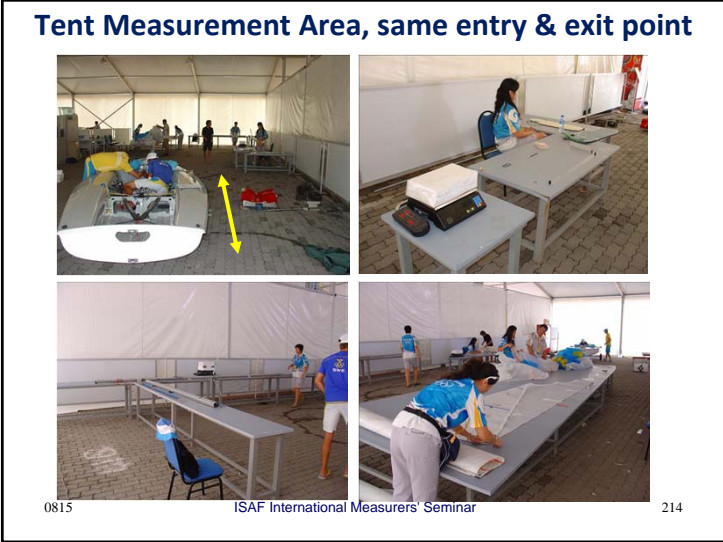 Tent Measurement Area, same entry & exit point
0815 ISAF International Measurers' Seminar 214